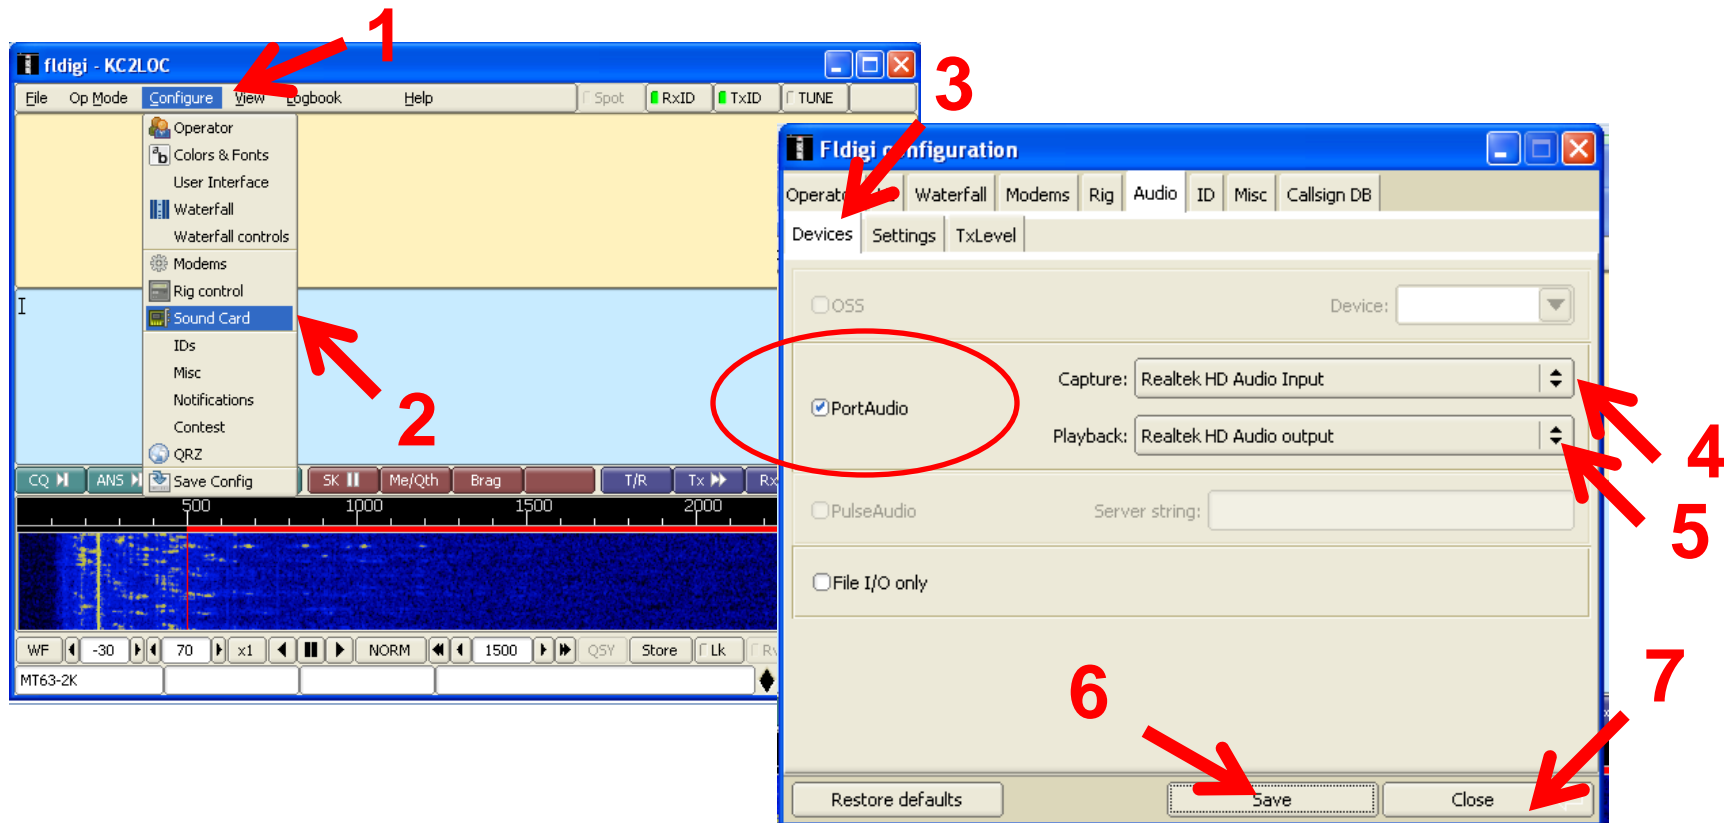 1
fldigi - KC2LOC
File Op Mode Configure View Logbook Help Spot RxID TxID TUNE
Operator
Colors & Fonts
User Interface
Waterfall
Waterfall controls
Modems
Rig control
Sound Card
IDs
Misc
Notifications
Contest
QRZ
Save Config
2
CQ ANS SK Me/Qth Brag T/R Tx Rx
500 1000 1500 2000
WF -30 70 x1 NORM 1500 QSY Store Lk
MT63-2K
3
Fldigi configuration
Operator Waterfall Modems Rig Audio ID Misc Callsign DB
Devices Settings TxLevel
OSS Device:
Capture: Realtek HD Audio Input
PortAudio
Playback: Realtek HD Audio output
4
5
PulseAudio Server string:
File I/O only
6
7
Restore defaults Save Close